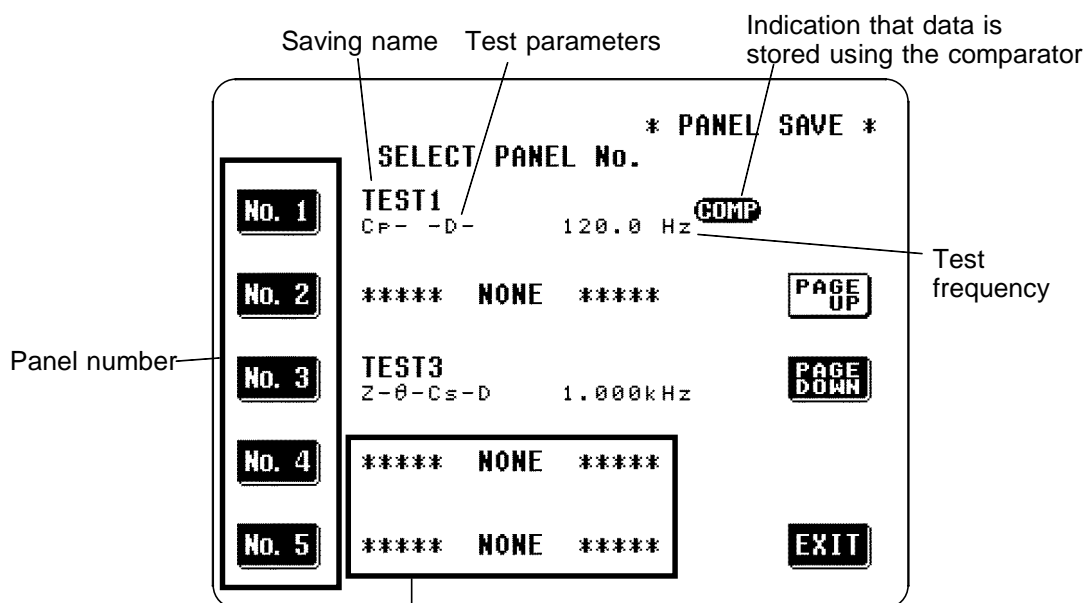 Indication that data is
stored using the comparator
Saving name
Test parameters
* PANEL SAVE *
SELECT PANEL No.
No. 1
TEST1
COMP
Cp- -D- 120.0 Hz
Test
frequency
No. 2
***** NONE *****
PAGE
UP
Panel number
No. 3
TEST3
Z-θ-Cs-D 1.000kHz
PAGE
DOWN
No. 4
***** NONE *****
No. 5
***** NONE *****
EXIT